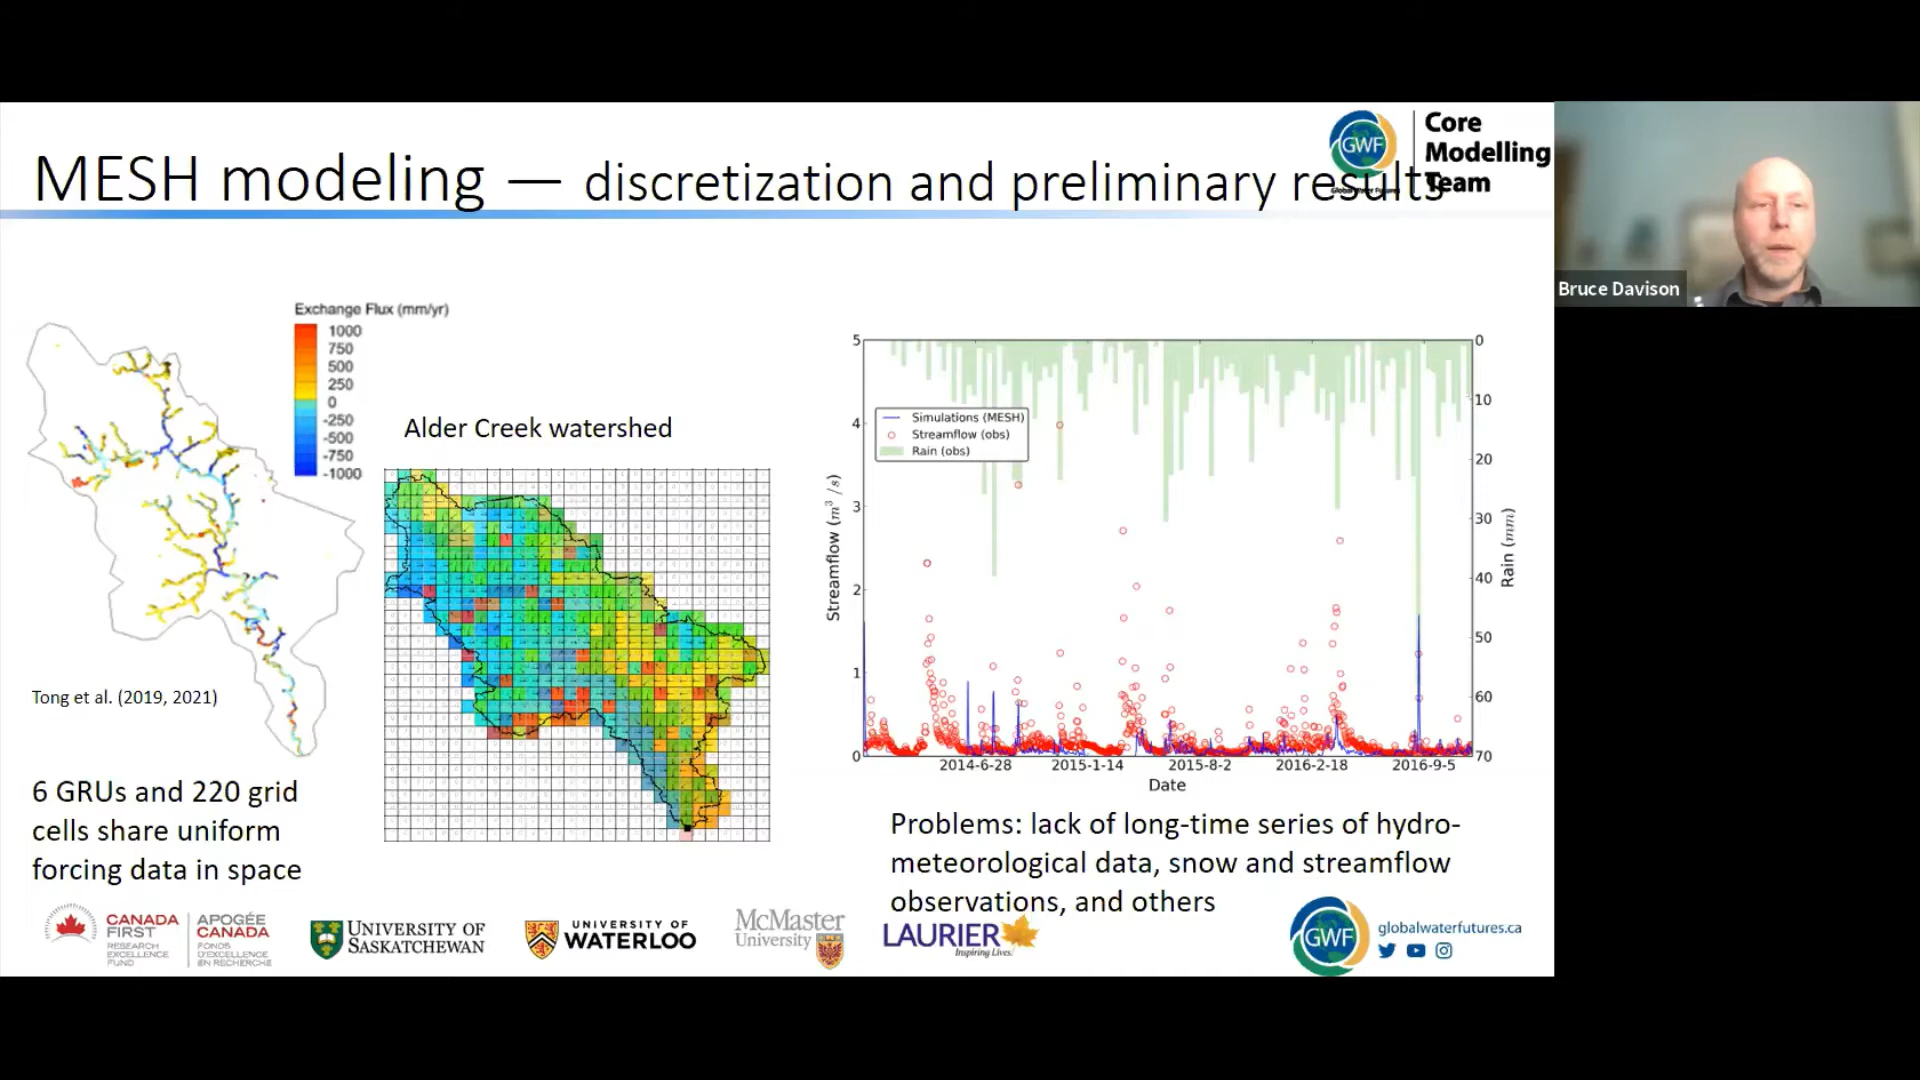 MESH modeling — discretization and preliminary results
GWF
Core
Modelling
Team
Bruce Davison
Exchange Flux (mm/yr)
1000
750
500
250
0
-250
-500
-750
-1000
Tong et al. (2019, 2021)
6 GRUs and 220 grid
cells share uniform
forcing data in space
Alder Creek watershed
Simulations (MESH)
Streamflow (obs)
Rain (obs)
Streamflow (m³/s)
5
4
3
2
1
0
0
10
20
30
40
50
60
70
Rain (mm)
2014-6-28
2015-1-14
2015-8-2
2016-2-18
2016-9-5
Date
Problems: lack of long-time series of hydro-
meteorological data, snow and streamflow
observations, and others
CANADA
FIRST
RESEARCH
EXCELLENCE
FUND
APOGÉE
CANADA
FONDS
D'EXCELLENCE
EN RECHERCHE
UNIVERSITY OF
SASKATCHEWAN
UNIVERSITY OF
WATERLOO
McMaster
University
LAURIER
Inspiring Lives.
GWF
globalwaterfutures.ca